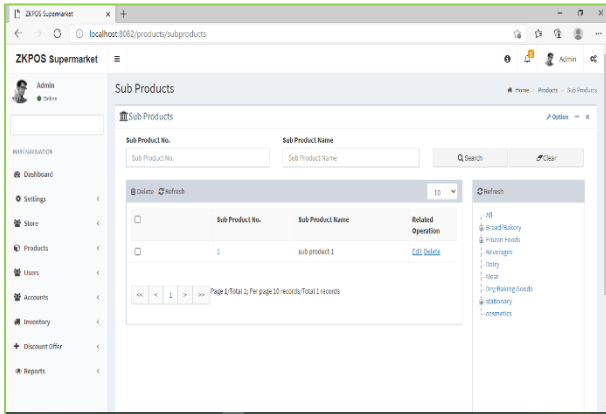 ZKPOS Supermarket
localhost:8082/products/subproducts
ZKPOS Supermarket
Admin
Admin
Online
Sub Products
Home - Products - Sub Products
Sub Products
Option
Sub Product No.
Sub Product Name
Sub Product No.
Sub Product Name
Search
Clear
MAIN NAVIGATION
Dashboard
Settings
Store
Products
Users
Accounts
Inventory
Discount Offer
Reports
Delete Refresh
10
Sub Product No.
Sub Product Name
Related
Operation
1
sub product 1
Edit Delete
<< < 1 > >> Page 1/Total 1; Per page 10 records/Total 1 records
Refresh
All
Bread/Bakery
Frozen Foods
Beverages
Dairy
Meat
Dry/Baking Goods
stationary
cosmetics